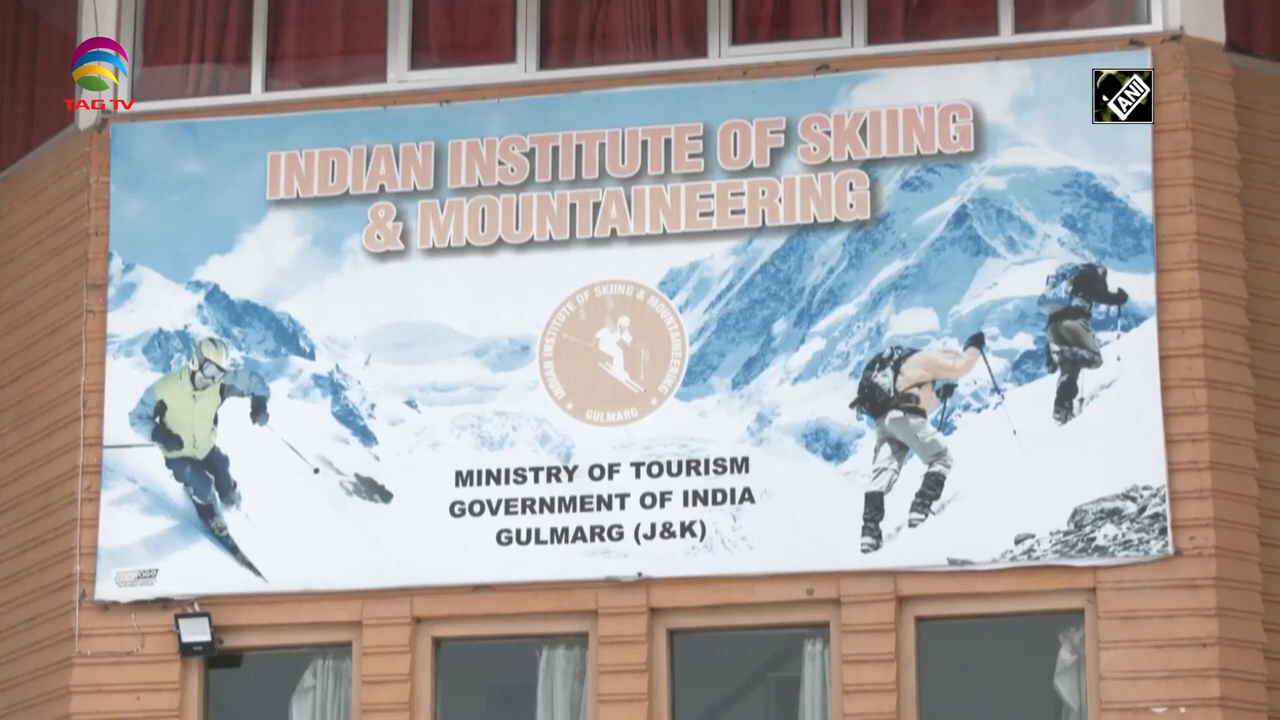 TAG TV
ANI
INDIAN INSTITUTE OF SKIING
& MOUNTAINEERING
INDIAN INSTITUTE OF SKIING & MOUNTAINEERING
GULMARG
MINISTRY OF TOURISM
GOVERNMENT OF INDIA
GULMARG (J&K)